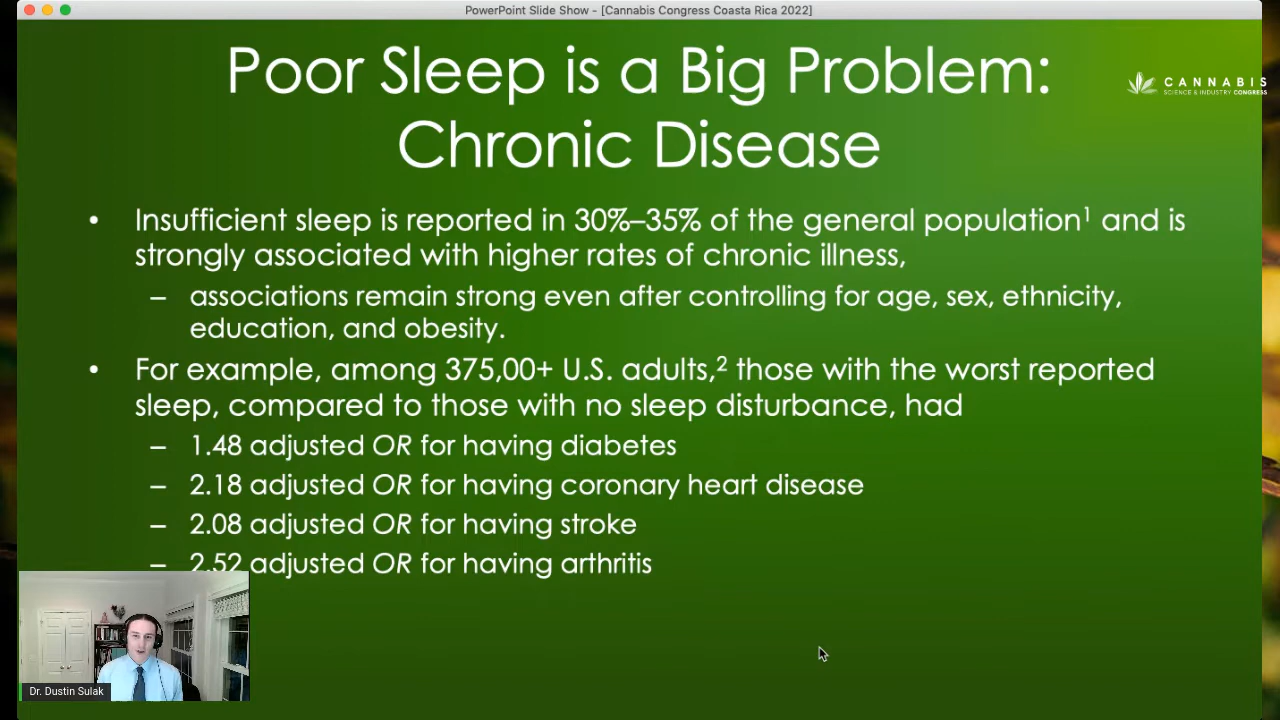 PowerPoint Slide Show - [Cannabis Congress Coasta Rica 2022]
Poor Sleep is a Big Problem:
Chronic Disease
CANNABIS
SCIENCE & INDUSTRY CONGRESS
• Insufficient sleep is reported in 30%–35% of the general population¹ and is
strongly associated with higher rates of chronic illness,
– associations remain strong even after controlling for age, sex, ethnicity,
education, and obesity.
• For example, among 375,00+ U.S. adults,² those with the worst reported
sleep, compared to those with no sleep disturbance, had
– 1.48 adjusted OR for having diabetes
– 2.18 adjusted OR for having coronary heart disease
– 2.08 adjusted OR for having stroke
– 2.52 adjusted OR for having arthritis
Dr. Dustin Sulak